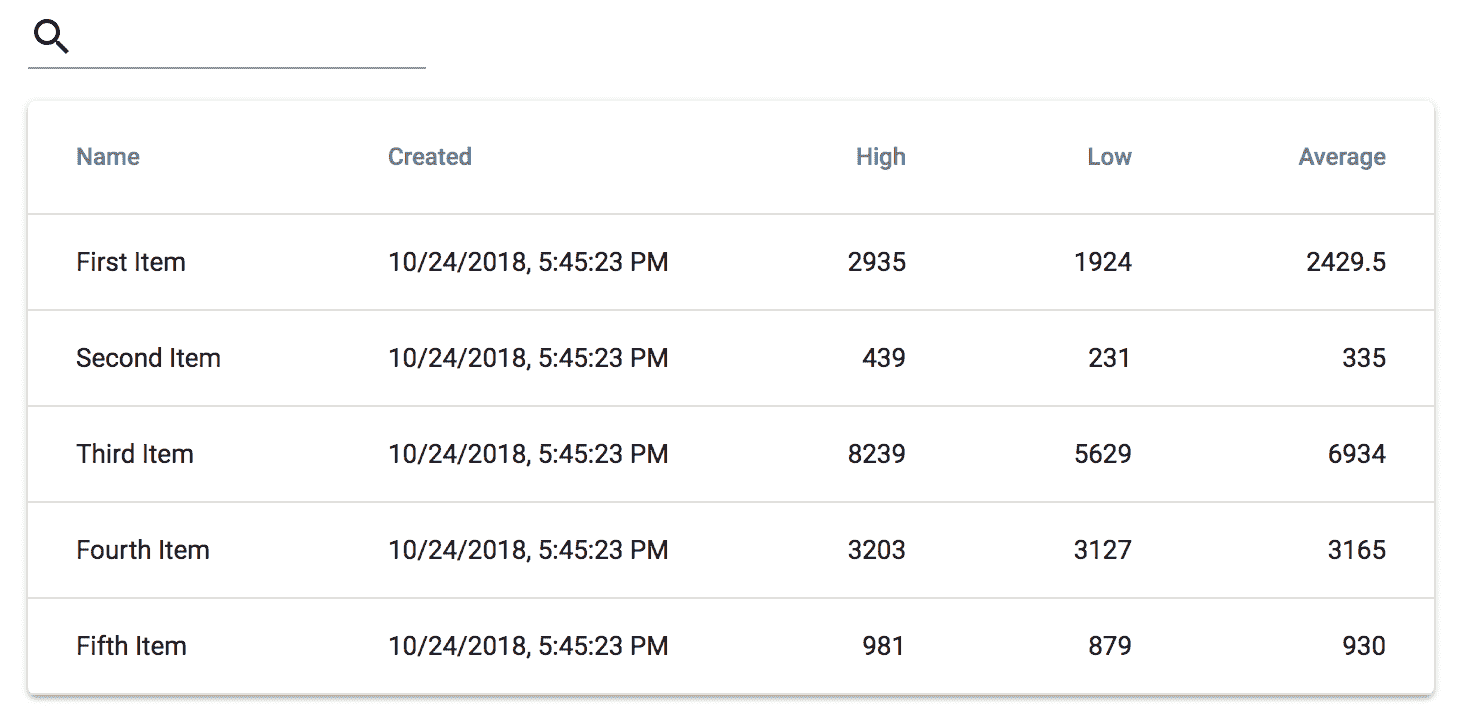 Name Created High Low Average
First Item 10/24/2018, 5:45:23 PM 2935 1924 2429.5
Second Item 10/24/2018, 5:45:23 PM 439 231 335
Third Item 10/24/2018, 5:45:23 PM 8239 5629 6934
Fourth Item 10/24/2018, 5:45:23 PM 3203 3127 3165
Fifth Item 10/24/2018, 5:45:23 PM 981 879 930